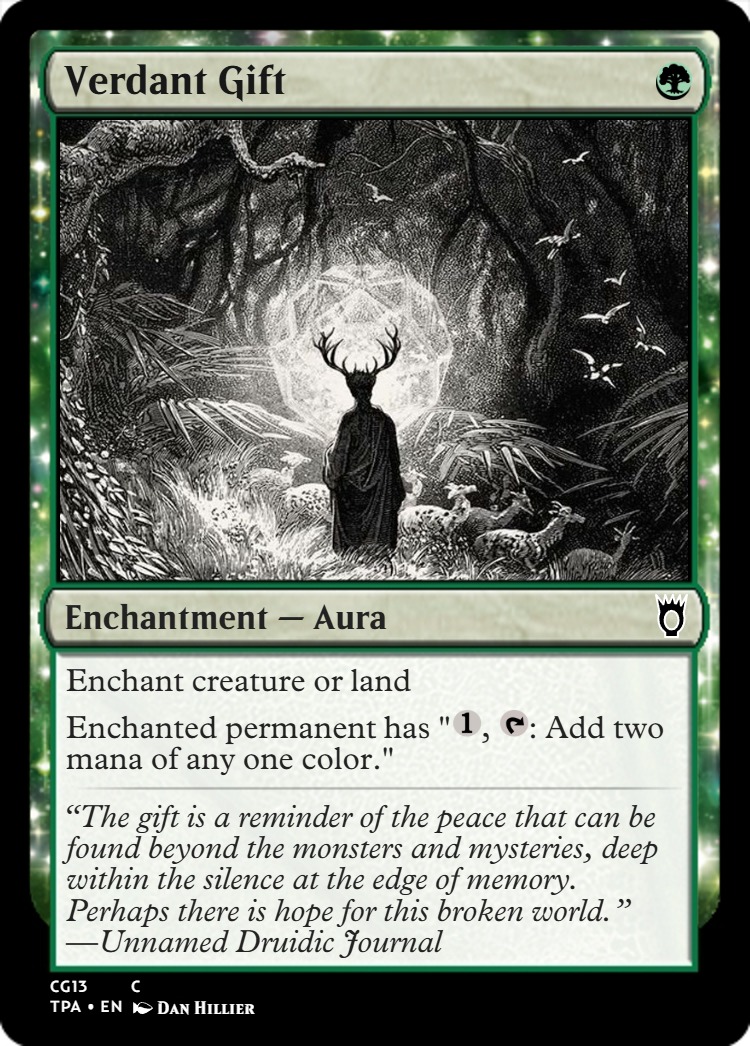 Verdant Gift
Enchantment — Aura
Enchant creature or land
Enchanted permanent has "1, : Add two
mana of any one color."
“The gift is a reminder of the peace that can be
found beyond the monsters and mysteries, deep
within the silence at the edge of memory.
Perhaps there is hope for this broken world.”
—Unnamed Druidic Journal
CG13 C
TPA • EN DAN HILLIER